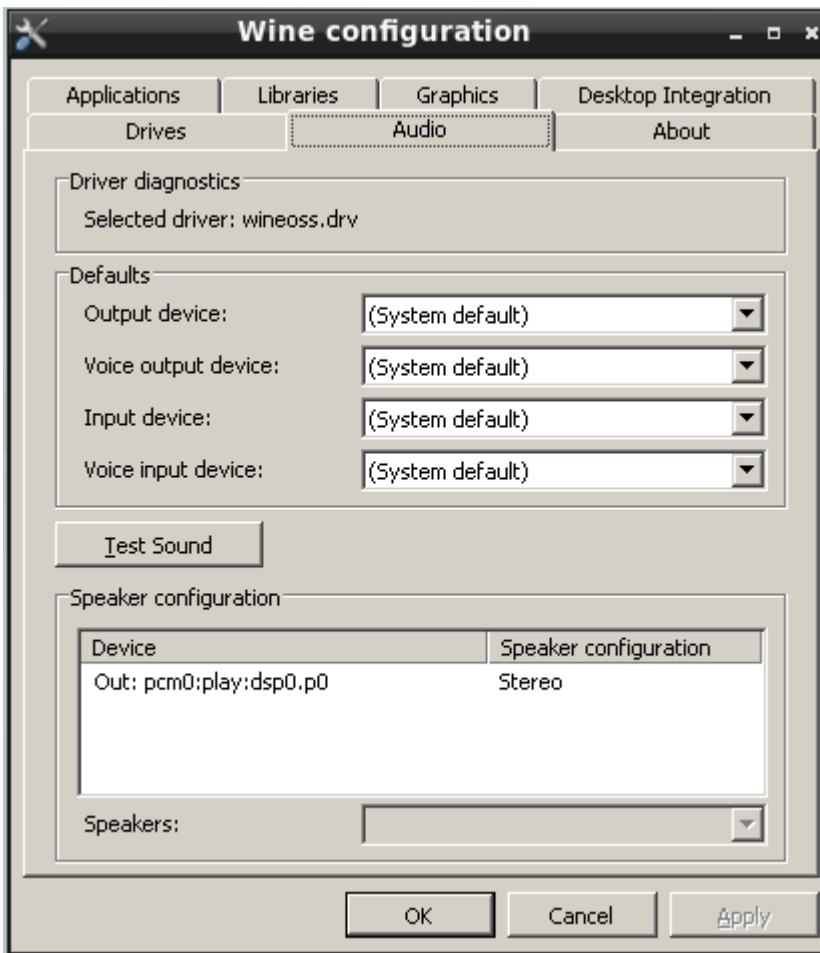 Wine configuration
Applications Libraries Graphics Desktop Integration
Drives Audio About
Driver diagnostics
Selected driver: wineoss.drv
Defaults
Output device: (System default)
Voice output device: (System default)
Input device: (System default)
Voice input device: (System default)
Test Sound
Speaker configuration
Device Speaker configuration
Out: pcm0:play:dsp0.p0 Stereo
Speakers:
OK Cancel Apply